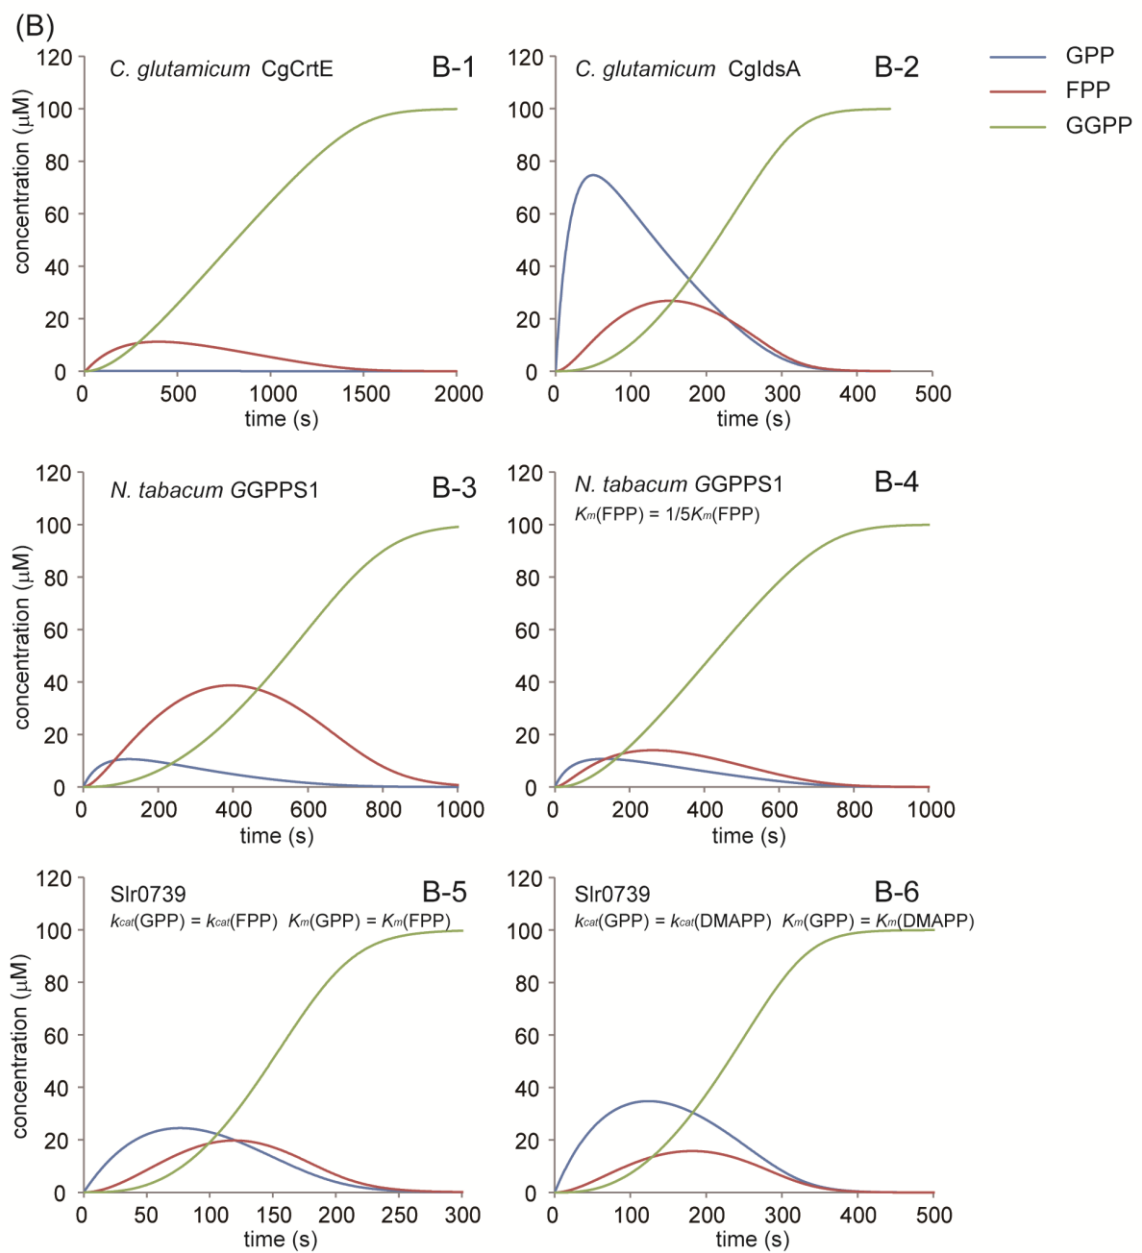 (B)
C. glutamicum CgCrtE
B-1
120
100
80
60
40
20
0
concentration (μM)
0 500 1000 1500 2000
time (s)
C. glutamicum CgIdsA
B-2
120
100
80
60
40
20
0
0 100 200 300 400 500
time (s)
GPP
FPP
GGPP
N. tabacum GGPPS1
B-3
120
100
80
60
40
20
0
concentration (μM)
0 200 400 600 800 1000
time (s)
N. tabacum GGPPS1
Km(FPP) = 1/5Km(FPP)
B-4
120
100
80
60
40
20
0
0 200 400 600 800 1000
time (s)
Slr0739
B-5
kcat(GPP) = kcat(FPP) Km(GPP) = Km(FPP)
120
100
80
60
40
20
0
concentration (μM)
0 50 100 150 200 250 300
time (s)
Slr0739
B-6
kcat(GPP) = kcat(DMAPP) Km(GPP) = Km(DMAPP)
120
100
80
60
40
20
0
0 100 200 300 400 500
time (s)